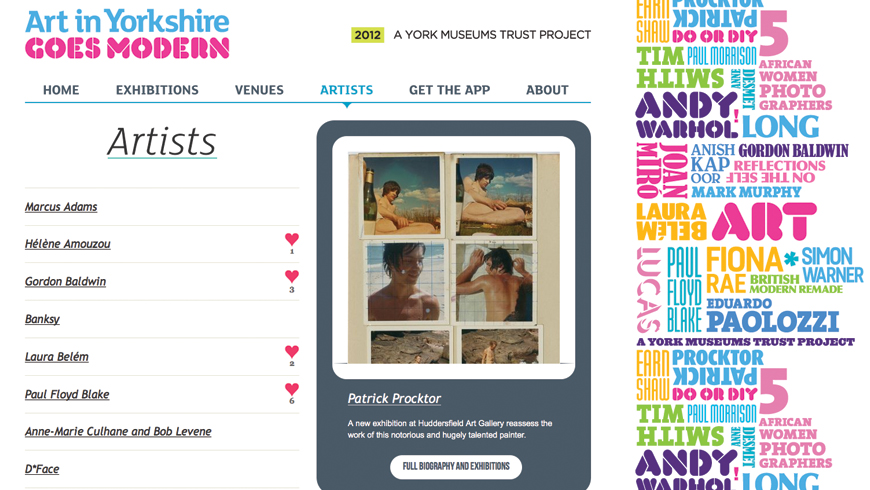 Art in Yorkshire
GOES MODERN
2012 A YORK MUSEUMS TRUST PROJECT
HOME EXHIBITIONS VENUES ARTISTS GET THE APP ABOUT
Artists
Marcus Adams
Hélène Amouzou
1
Gordon Baldwin
3
Banksy
Laura Belém
2
Paul Floyd Blake
6
Anne-Marie Culhane and Bob Levene
D*Face
Patrick Procktor
A new exhibition at Huddersfield Art Gallery reassess the
work of this notorious and hugely talented painter.
FULL BIOGRAPHY AND EXHIBITIONS
EARN
SHAW
PROCKTOR
PATRICK
DO OR DIY
5
TIM
SMITH
PAUL MORRISON
ANNE
DESMET
AFRICAN
WOMEN
PHOTO
GRAPHERS
ANDY
WARHOL!
LONG
JOAN
MIRÓ
ANISH
KAP
OOR
GORDON BALDWIN
REFLECTIONS
ON THE SELF
MARK MURPHY
LAURA
BELÉM
ART
LUCAS
PAUL
FLOYD
BLAKE
FIONA*
RAE
SIMON
WARNER
BRITISH
MODERN REMADE
EDUARDO
PAOLOZZI
A YORK MUSEUMS TRUST PROJECT
EARN
SHAW
PROCKTOR
PATRICK
DO OR DIY
5
TIM
SMITH
PAUL MORRISON
ANNE
DESMET
AFRICAN
WOMEN
PHOTO
GRAPHERS
ANDY
WARHOL!
LONG